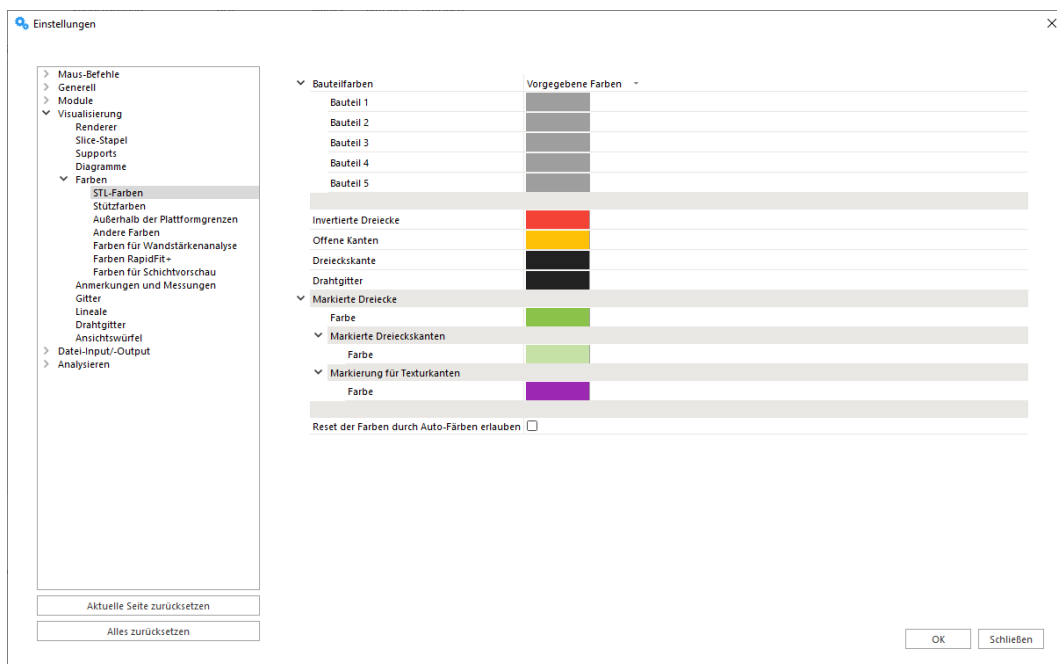 Einstellungen
Maus-Befehle
Generell
Module
Visualisierung
Renderer
Slice-Stapel
Supports
Diagramme
Farben
STL-Farben
Stützfarben
Außerhalb der Plattformgrenzen
Andere Farben
Farben für Wandstärkenanalyse
Farben RapidFit+
Farben für Schichtvorschau
Anmerkungen und Messungen
Gitter
Lineale
Drahtgitter
Ansichtswürfel
Datei-Input/-Output
Analysieren
Aktuelle Seite zurücksetzen
Alles zurücksetzen
Bauteilfarben Vorgegebene Farben
Bauteil 1
Bauteil 2
Bauteil 3
Bauteil 4
Bauteil 5
Invertierte Dreiecke
Offene Kanten
Dreieckskante
Drahtgitter
Markierte Dreiecke
Farbe
Markierte Dreieckskanten
Farbe
Markierung für Texturkanten
Farbe
Reset der Farben durch Auto-Färben erlauben
OK Schließen